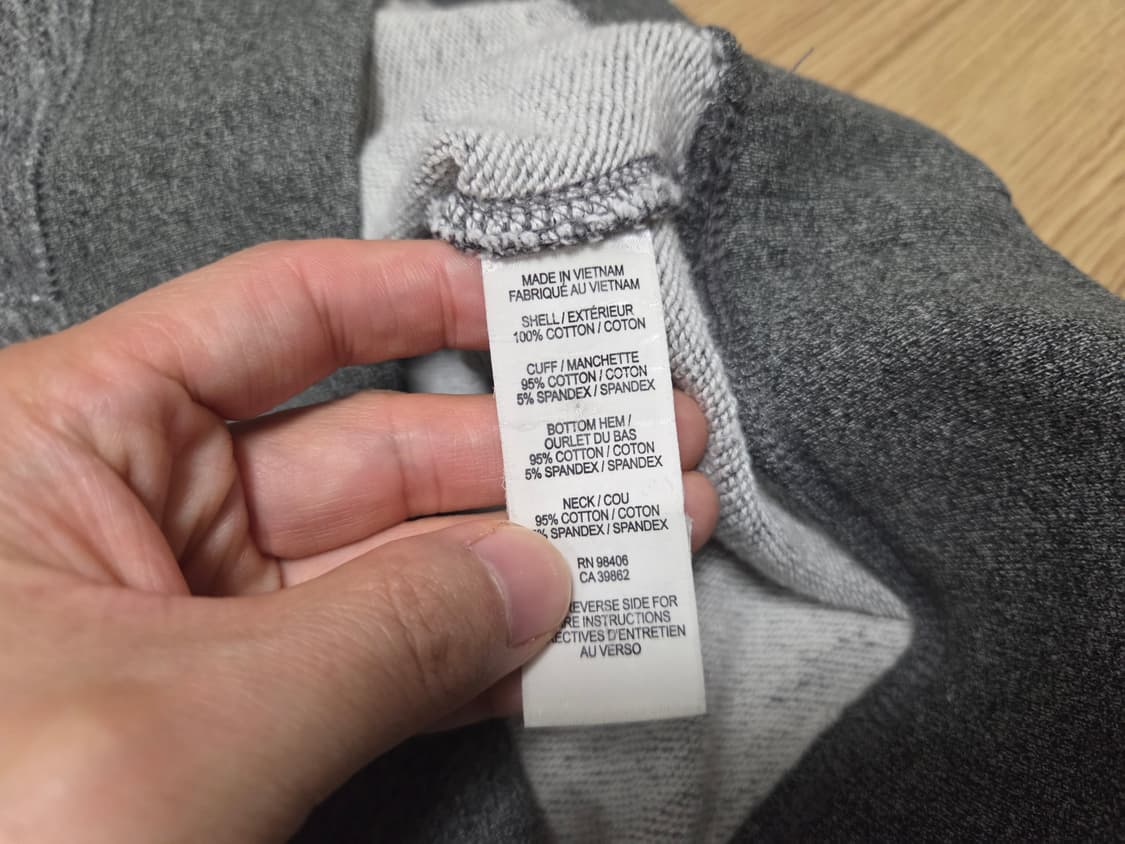 MADE IN VIETNAM
FABRIQUÉ AU VIETNAM
SHELL / EXTÉRIEUR
100% COTTON / COTON
CUFF / MANCHETTE
95% COTTON / COTON
5% SPANDEX / SPANDEX
BOTTOM HEM /
OURLET DU BAS
95% COTTON / COTON
5% SPANDEX / SPANDEX
NECK / COU
95% COTTON / COTON
% SPANDEX / SPANDEX
RN 98406
CA 39862
SIDE FOR
INSTRUCTIONS
D'ENTRETIEN
AU VERSO